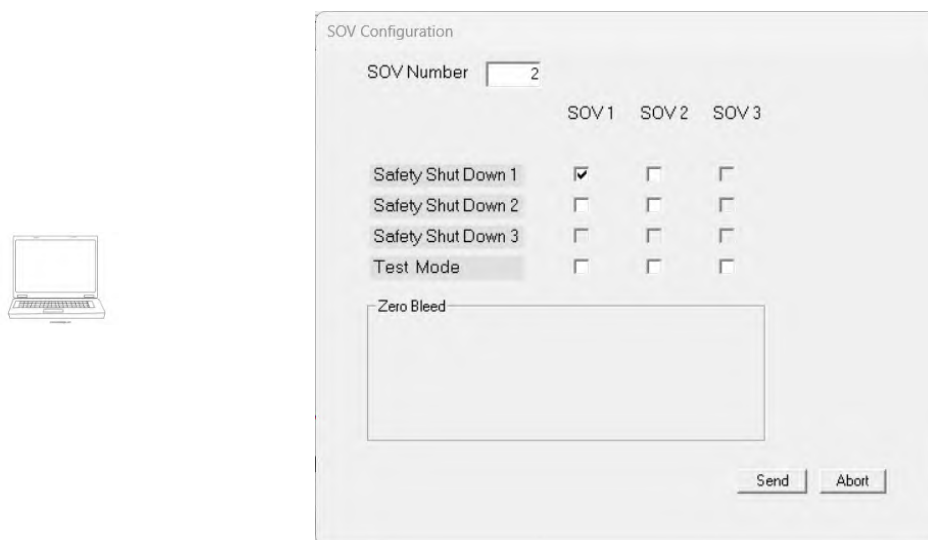 SOV Configuration
SOV Number 2
SOV 1 SOV 2 SOV 3
Safety Shut Down 1
Safety Shut Down 2
Safety Shut Down 3
Test Mode
Zero Bleed
Send Abort